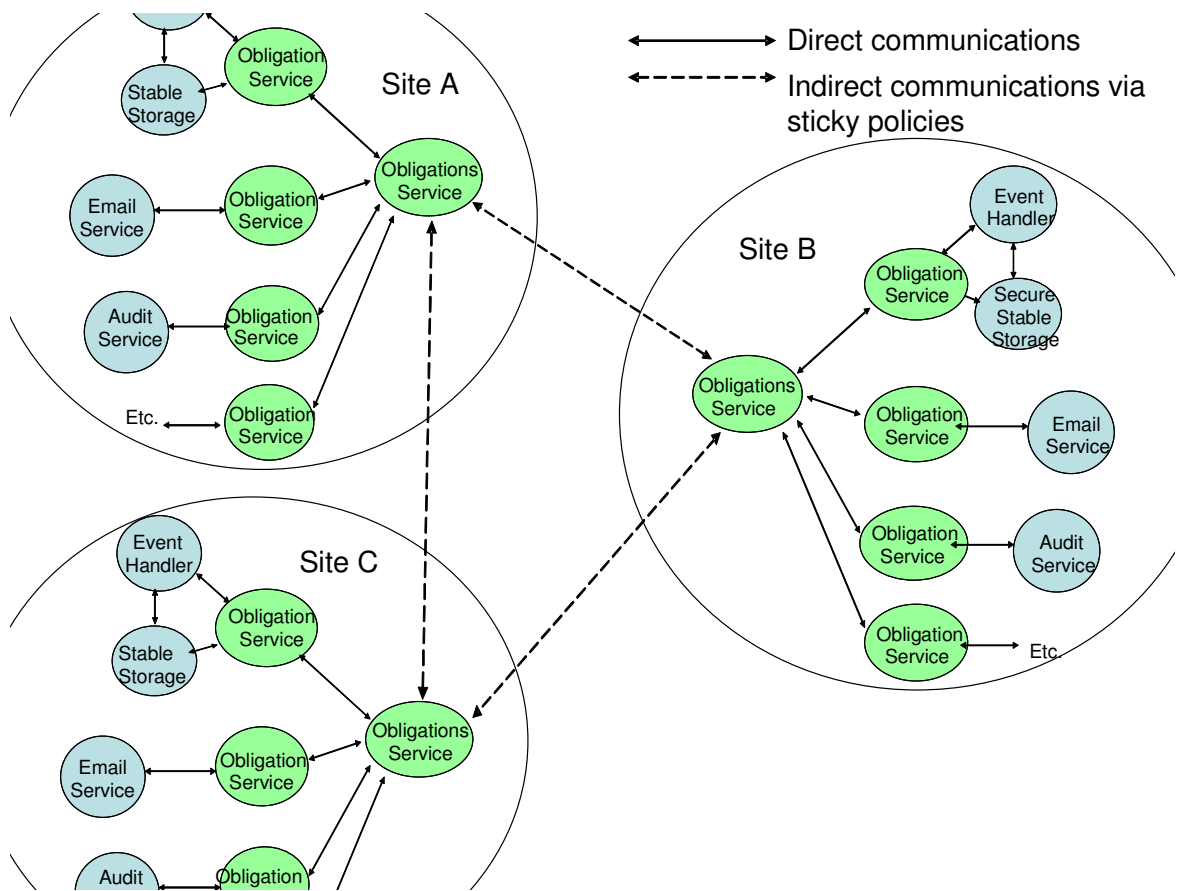 Direct communications
Indirect communications via
sticky policies
Site A
Obligation
Service
Stable
Storage
Obligations
Service
Email
Service
Obligation
Service
Audit
Service
Obligation
Service
Etc.
Obligation
Service
Site B
Event
Handler
Obligation
Service
Secure
Stable
Storage
Obligations
Service
Obligation
Service
Email
Service
Obligation
Service
Audit
Service
Obligation
Service
Etc.
Site C
Event
Handler
Obligation
Service
Stable
Storage
Obligations
Service
Email
Service
Obligation
Service
Audit
Obligation